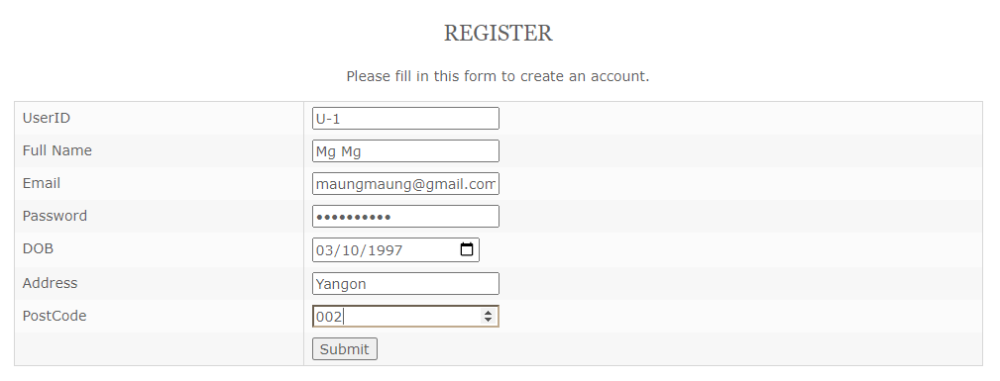 REGISTER
Please fill in this form to create an account.
UserID U-1
Full Name Mg Mg
Email maungmaung@gmail.com
Password ••••••••••
DOB 03/10/1997
Address Yangon
PostCode 002
Submit